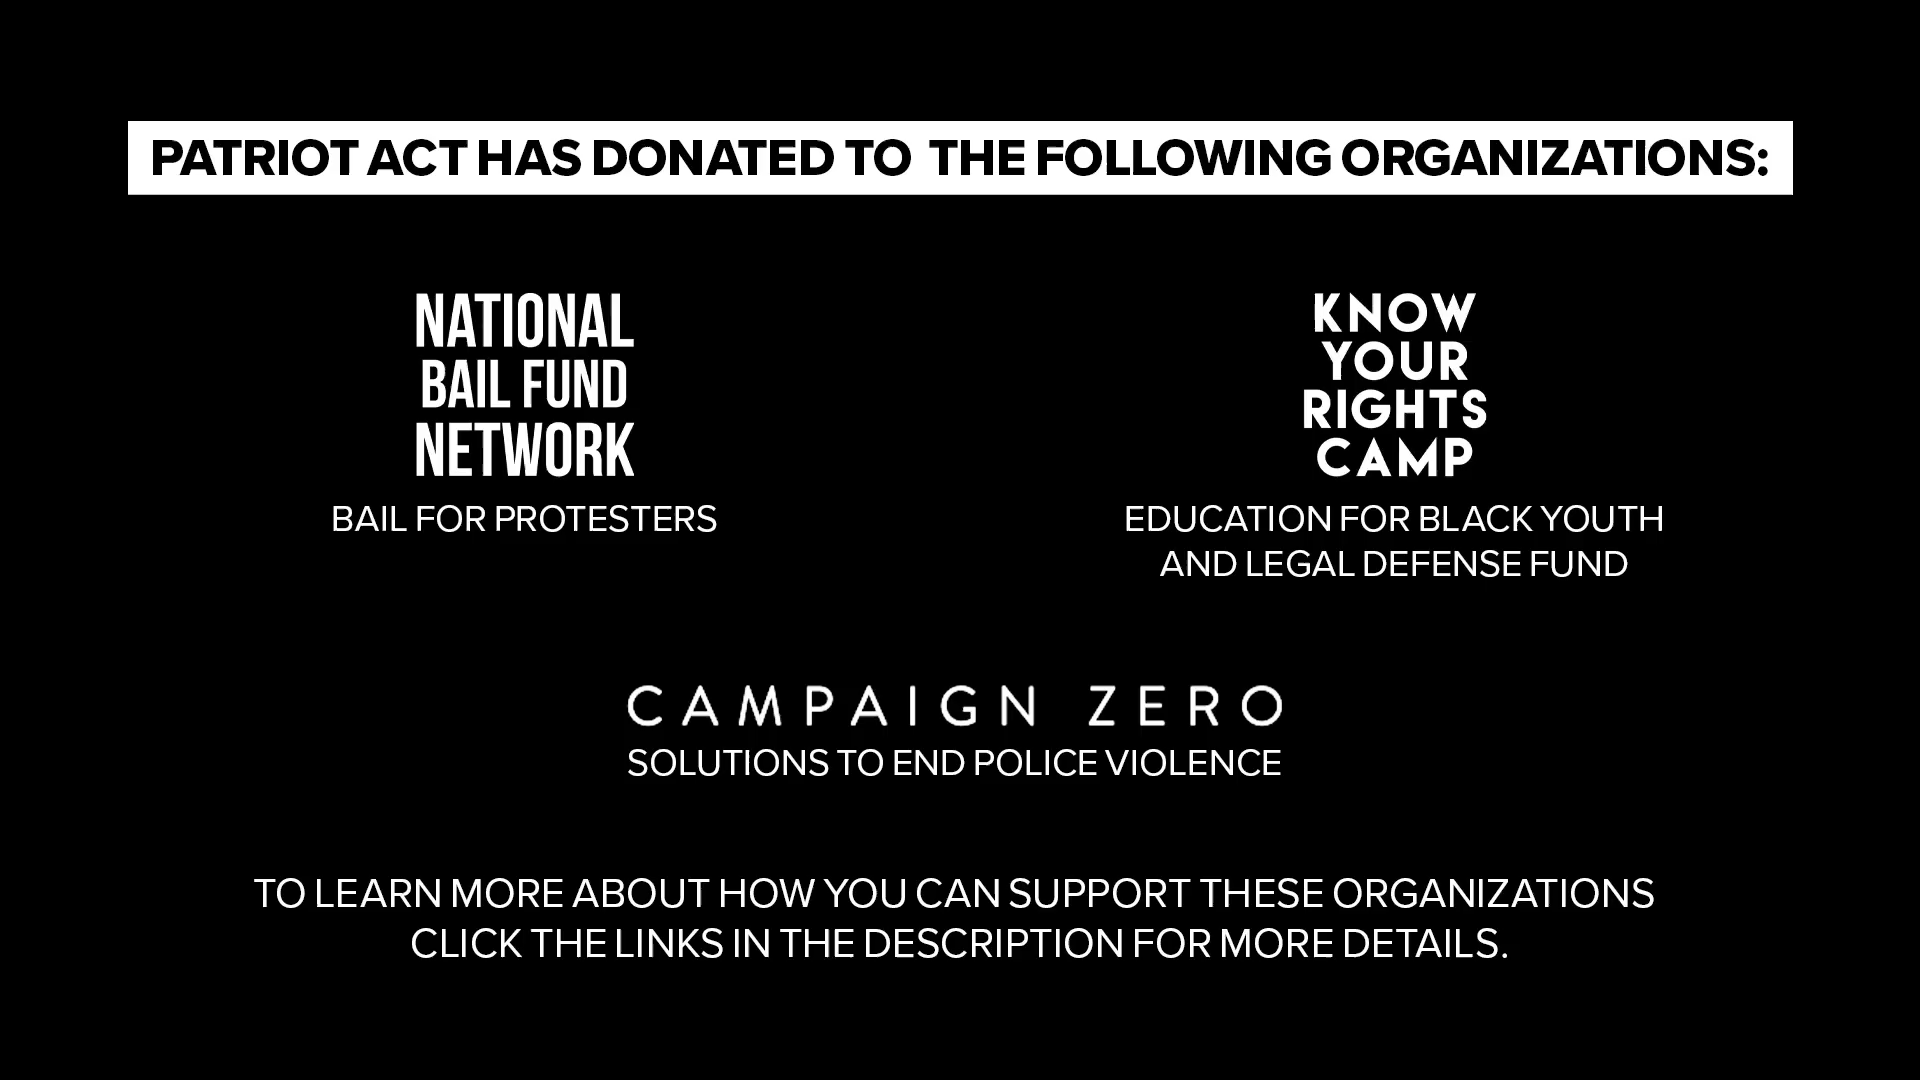 PATRIOT ACT HAS DONATED TO THE FOLLOWING ORGANIZATIONS:
NATIONAL
BAIL FUND
NETWORK
BAIL FOR PROTESTERS
KNOW
YOUR
RIGHTS
CAMP
EDUCATION FOR BLACK YOUTH
AND LEGAL DEFENSE FUND
CAMPAIGN ZERO
SOLUTIONS TO END POLICE VIOLENCE
TO LEARN MORE ABOUT HOW YOU CAN SUPPORT THESE ORGANIZATIONS
CLICK THE LINKS IN THE DESCRIPTION FOR MORE DETAILS.